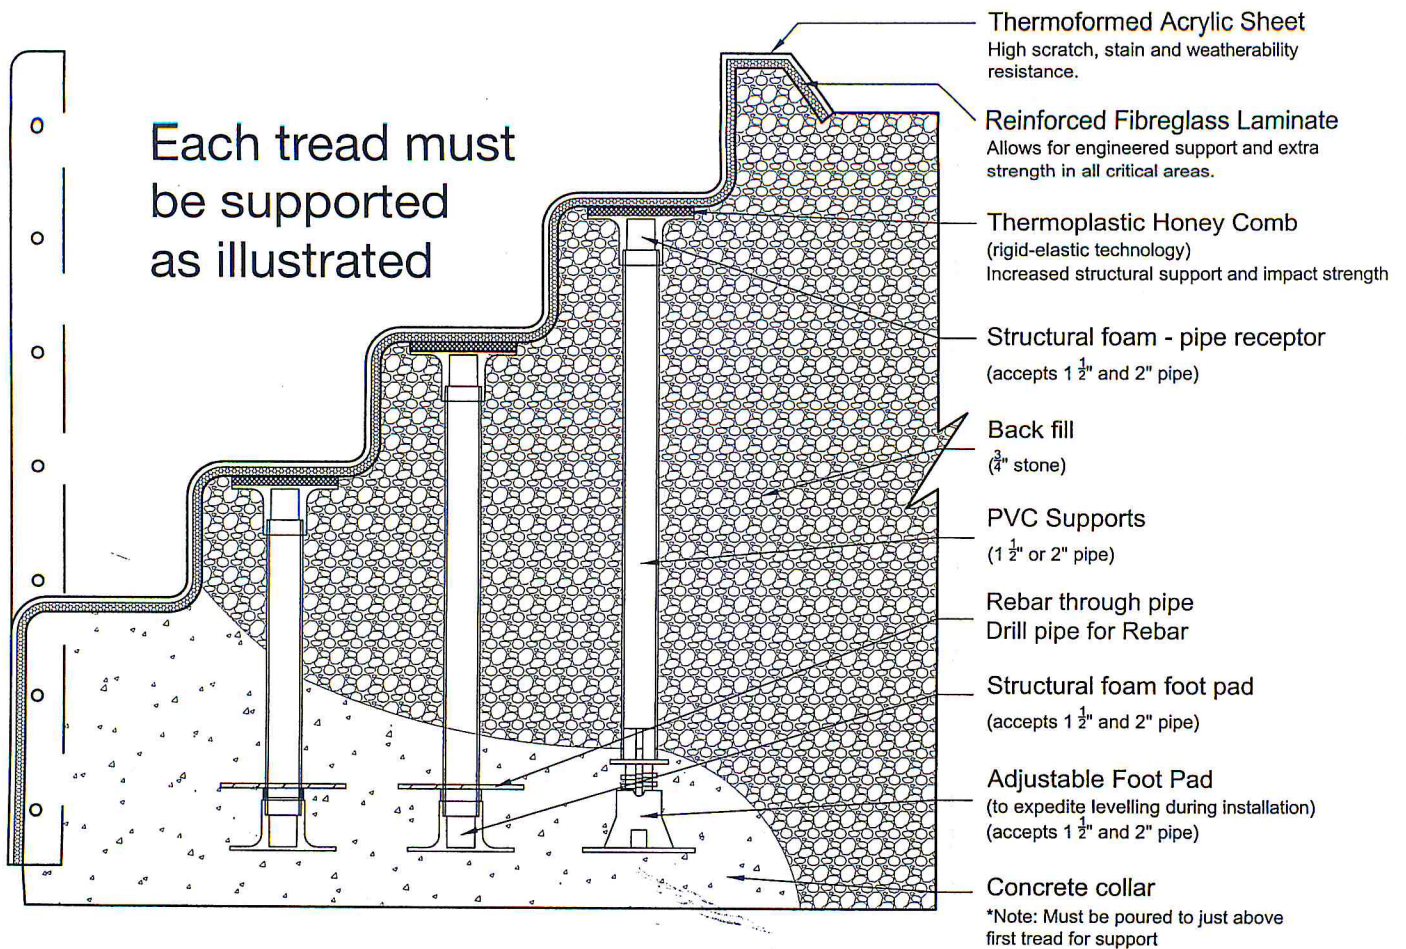 Each tread must
be supported
as illustrated
Thermoformed Acrylic Sheet
High scratch, stain and weatherability
resistance.
Reinforced Fibreglass Laminate
Allows for engineered support and extra
strength in all critical areas.
Thermoplastic Honey Comb
(rigid-elastic technology)
Increased structural support and impact strength
Structural foam - pipe receptor
(accepts 1 1/2" and 2" pipe)
Back fill
(3/4" stone)
PVC Supports
(1 1/2" or 2" pipe)
Rebar through pipe
Drill pipe for Rebar
Structural foam foot pad
(accepts 1 1/2" and 2" pipe)
Adjustable Foot Pad
(to expedite levelling during installation)
(accepts 1 1/2" and 2" pipe)
Concrete collar
*Note: Must be poured to just above
first tread for support